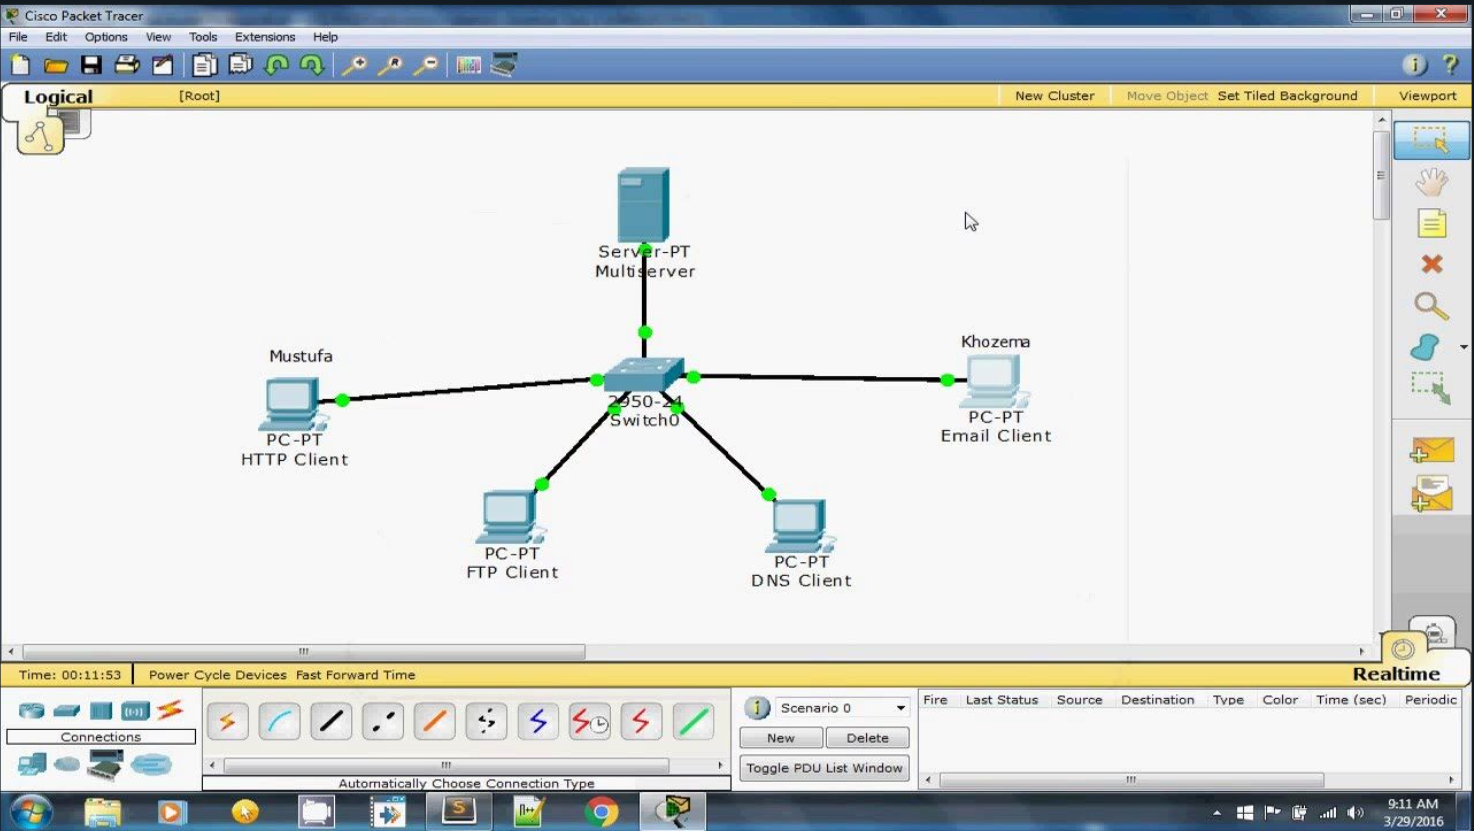 Cisco Packet Tracer
File Edit Options View Tools Extensions Help
Logical [Root] New Cluster Move Object Set Tiled Background Viewport
Server-PT
Multiserver
Mustufa
PC-PT
HTTP Client
2950-24
Switch0
Khozema
PC-PT
Email Client
PC-PT
FTP Client
PC-PT
DNS Client
Time: 00:11:53 Power Cycle Devices Fast Forward Time Realtime
Connections
Automatically Choose Connection Type
Scenario 0
New Delete
Toggle PDU List Window
Fire Last Status Source Destination Type Color Time (sec) Periodic
9:11 AM
3/29/2016